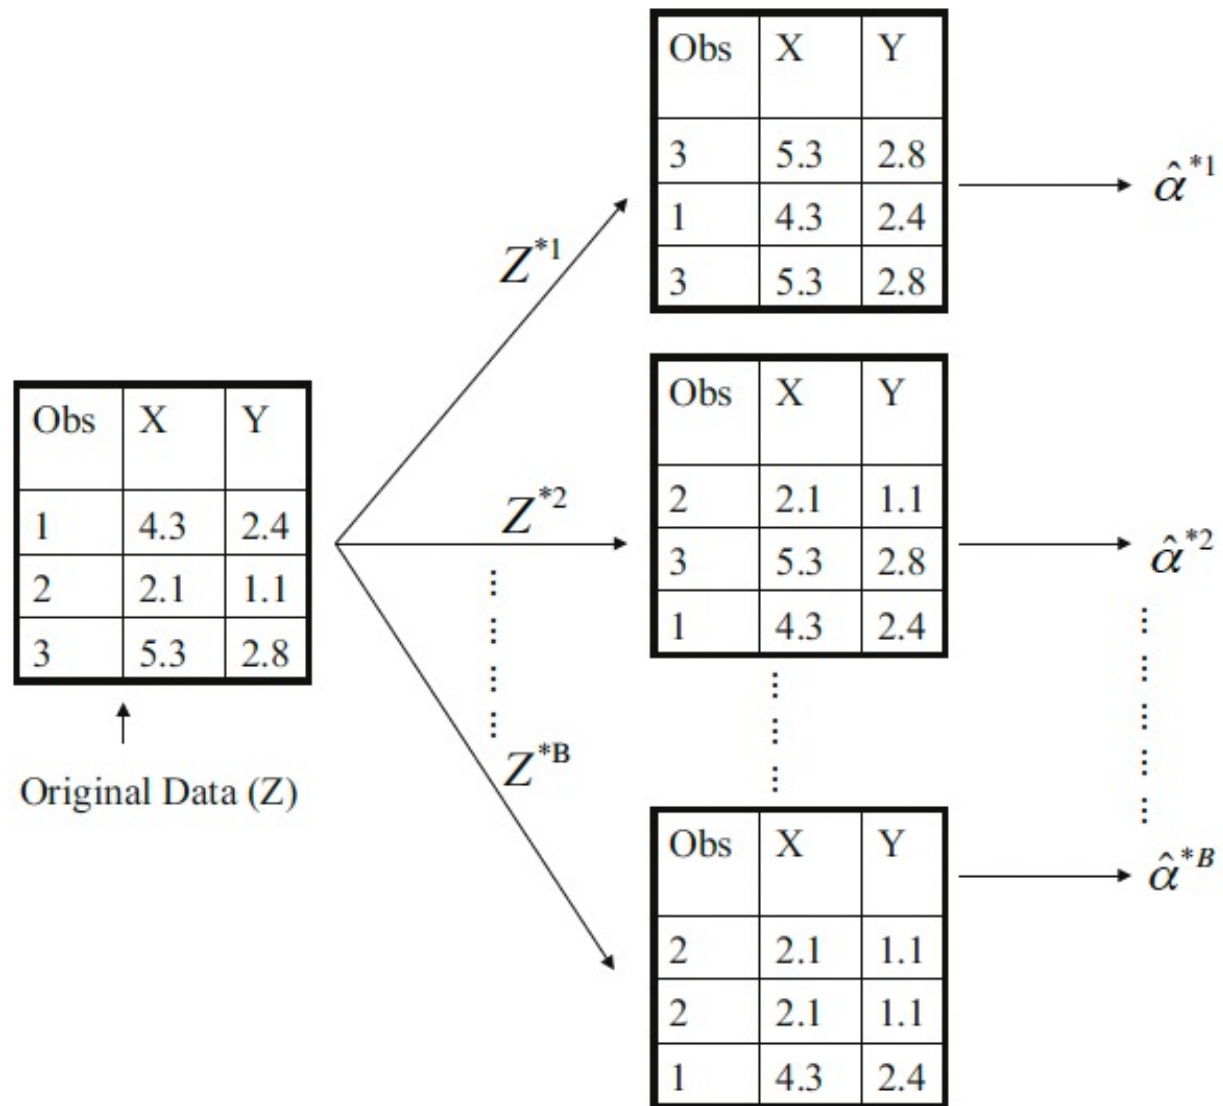 Obs X Y
3 5.3 2.8
1 4.3 2.4
3 5.3 2.8
α̂*1
Z*1
Obs X Y
1 4.3 2.4
2 2.1 1.1
3 5.3 2.8
Original Data (Z)
Z*2
Obs X Y
2 2.1 1.1
3 5.3 2.8
1 4.3 2.4
α̂*2
Z*B
Obs X Y
2 2.1 1.1
2 2.1 1.1
1 4.3 2.4
α̂*B